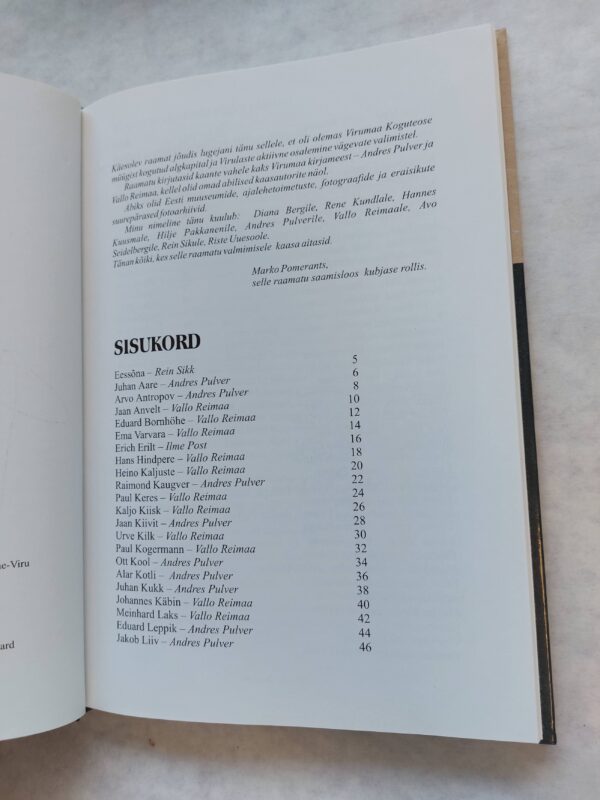 Käesolev raamat jõudis lugejani tänu sellele, et oli olemas Virumaa Koguteose
müügist kogutud algkapital ja Virulaste aktiivne osalemine vägevate valimistel.
Raamatu kirjutasid kaante vahele kaks Virumaa kirjameest – Andres Pulver ja
Vallo Reimaa, kellel olid omad abilised kaasautorite näol.
Abiks olid Eesti muuseumide, ajalehetoimetuste, fotograafide ja eraisikute
suurepärased fotoarhiivid.
Minu nimeline tänu kuulub: Diana Bergile, Rene Kundlale, Hannes
Kuusmale, Hilje Pakkanenile, Andres Pulverile, Vallo Reimaale, Avo
Seidelbergile, Rein Sikule, Riste Uuesoole.
Tänan kõiki, kes selle raamatu valmimisele kaasa aitasid.
Marko Pomerants,
selle raamatu saamisloos kubjase rollis.
SISUKORD
Eessõna – Rein Sikk 5
Juhan Aare – Andres Pulver 6
Arvo Antropov – Andres Pulver 8
Jaan Anvelt – Vallo Reimaa 10
Eduard Bornhöhe – Vallo Reimaa 12
Ema Varvara – Vallo Reimaa 14
Erich Erilt – Ilme Post 16
Hans Hindpere – Vallo Reimaa 18
Heino Kaljuste – Vallo Reimaa 20
Raimond Kaugver – Andres Pulver 22
Paul Keres – Vallo Reimaa 24
Kaljo Kiisk – Vallo Reimaa 26
Jaan Kiivit – Andres Pulver 28
Urve Kilk – Vallo Reimaa 30
Paul Kogermann – Vallo Reimaa 32
Ott Kool – Andres Pulver 34
Alar Kotli – Andres Pulver 36
Juhan Kukk – Andres Pulver 38
Johannes Käbin – Vallo Reimaa 40
Meinhard Laks – Vallo Reimaa 42
Eduard Leppik – Andres Pulver 44
Jakob Liiv – Andres Pulver 46
e-Viru
ard